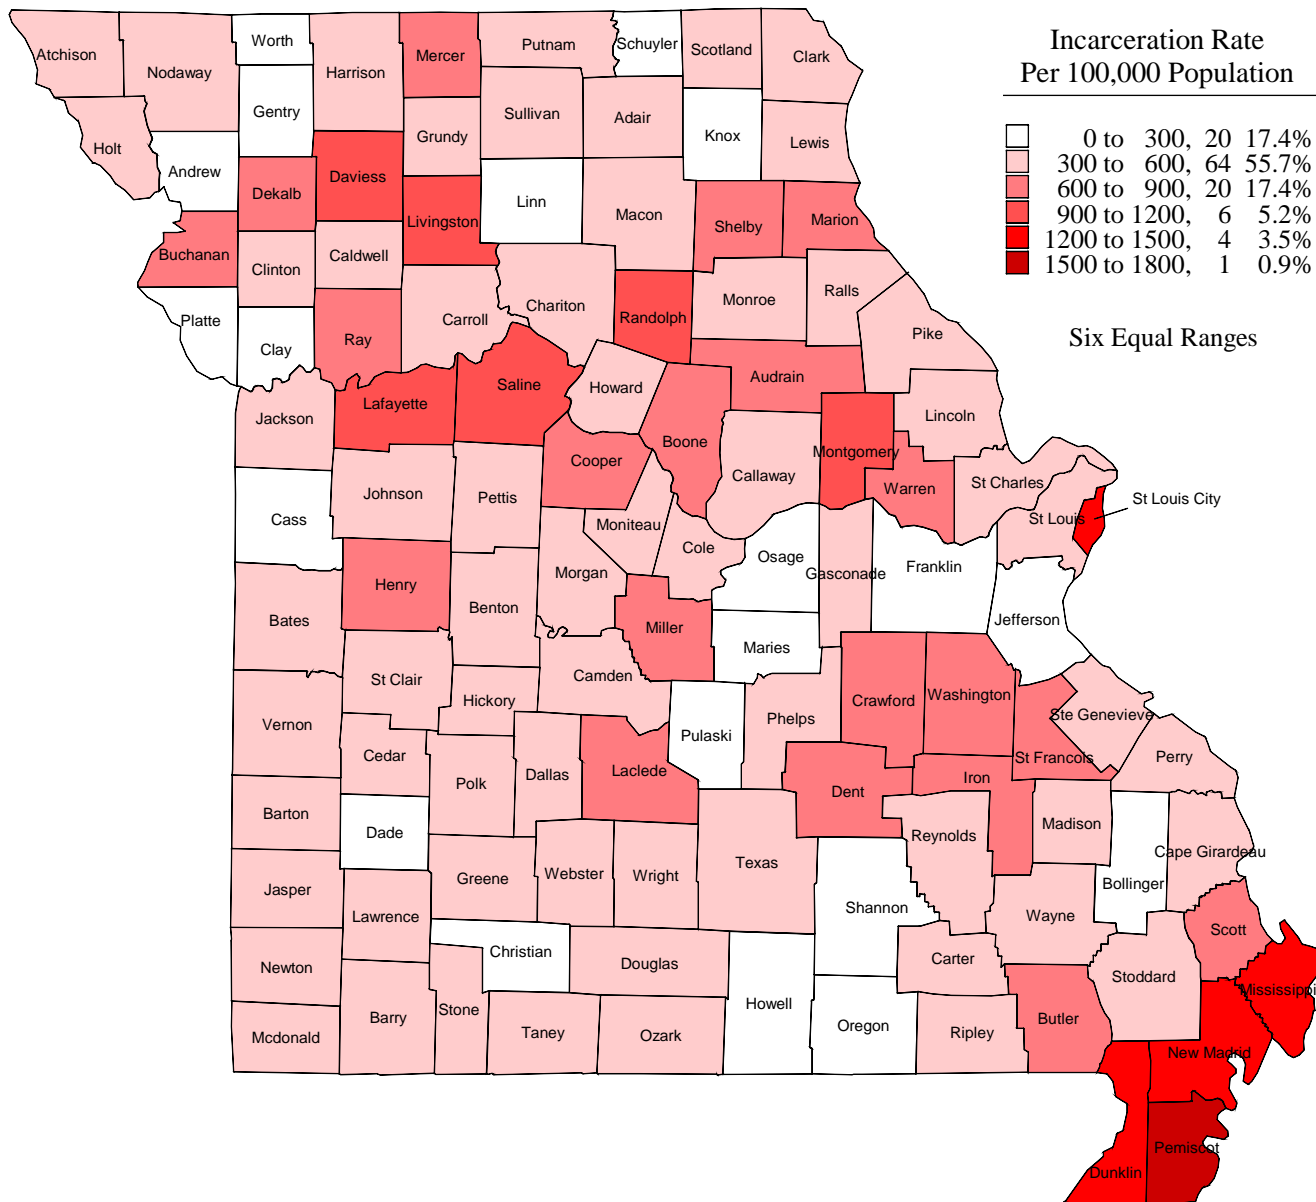 Incarceration Rate
Per 100,000 Population
0 to 300, 20 17.4%
300 to 600, 64 55.7%
600 to 900, 20 17.4%
900 to 1200, 6 5.2%
1200 to 1500, 4 3.5%
1500 to 1800, 1 0.9%
Six Equal Ranges
Worth
Schuyler
Putnam
Scotland
Atchison
Mercer
Clark
Nodaway
Harrison
Gentry
Sullivan
Adair
Grundy
Knox
Lewis
Holt
Andrew
Daviess
Dekalb
Linn
Macon
Livingston
Shelby
Marion
Buchanan
Caldwell
Clinton
Ralls
Monroe
Chariton
Randolph
Platte
Carroll
Pike
Ray
Clay
Audrain
Saline
Howard
Lafayette
Lincoln
Jackson
Boone
Montgomery
Cooper
Callaway
St Charles
Warren
Johnson
Pettis
St Louis City
Cass
Moniteau
St Louis
Cole
Osage
Franklin
Morgan
Gasconade
Henry
Benton
Bates
Miller
Jefferson
Maries
Camden
St Clair
Washington
Hickory
Crawford
Ste Genevieve
Phelps
Vernon
Pulaski
Cedar
St Francois
Perry
Laclede
Dallas
Iron
Polk
Dent
Barton
Madison
Dade
Reynolds
Cape Girardeau
Texas
Webster
Wright
Greene
Bollinger
Jasper
Shannon
Lawrence
Wayne
Scott
Christian
Carter
Douglas
Newton
Stoddard
Mississippi
Howell
Stone
Barry
Butler
Oregon
Taney
Ozark
Ripley
Mcdonald
New Madrid
Pemiscot
Dunklin